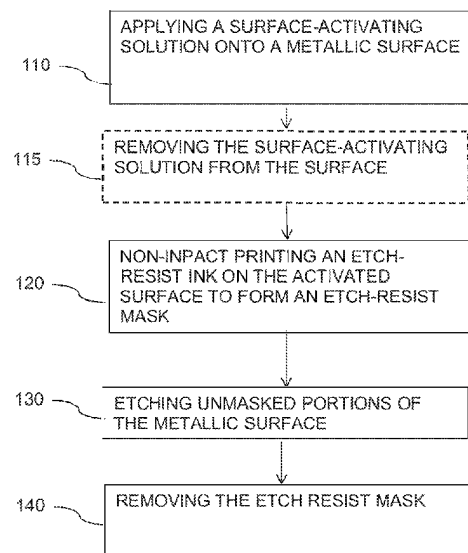 APPLYING A SURFACE-ACTIVATING
SOLUTION ONTO A METALLIC SURFACE
110
REMOVING THE SURFACE-ACTIVATING
SOLUTION FROM THE SURFACE
115
NON-INPACT PRINTING AN ETCH-
RESIST INK ON THE ACTIVATED
SURFACE TO FORM AN ETCH-RESIST
MASK
120
ETCHING UNMASKED PORTIONS OF
THE METALLIC SURFACE
130
REMOVING THE ETCH RESIST MASK
140